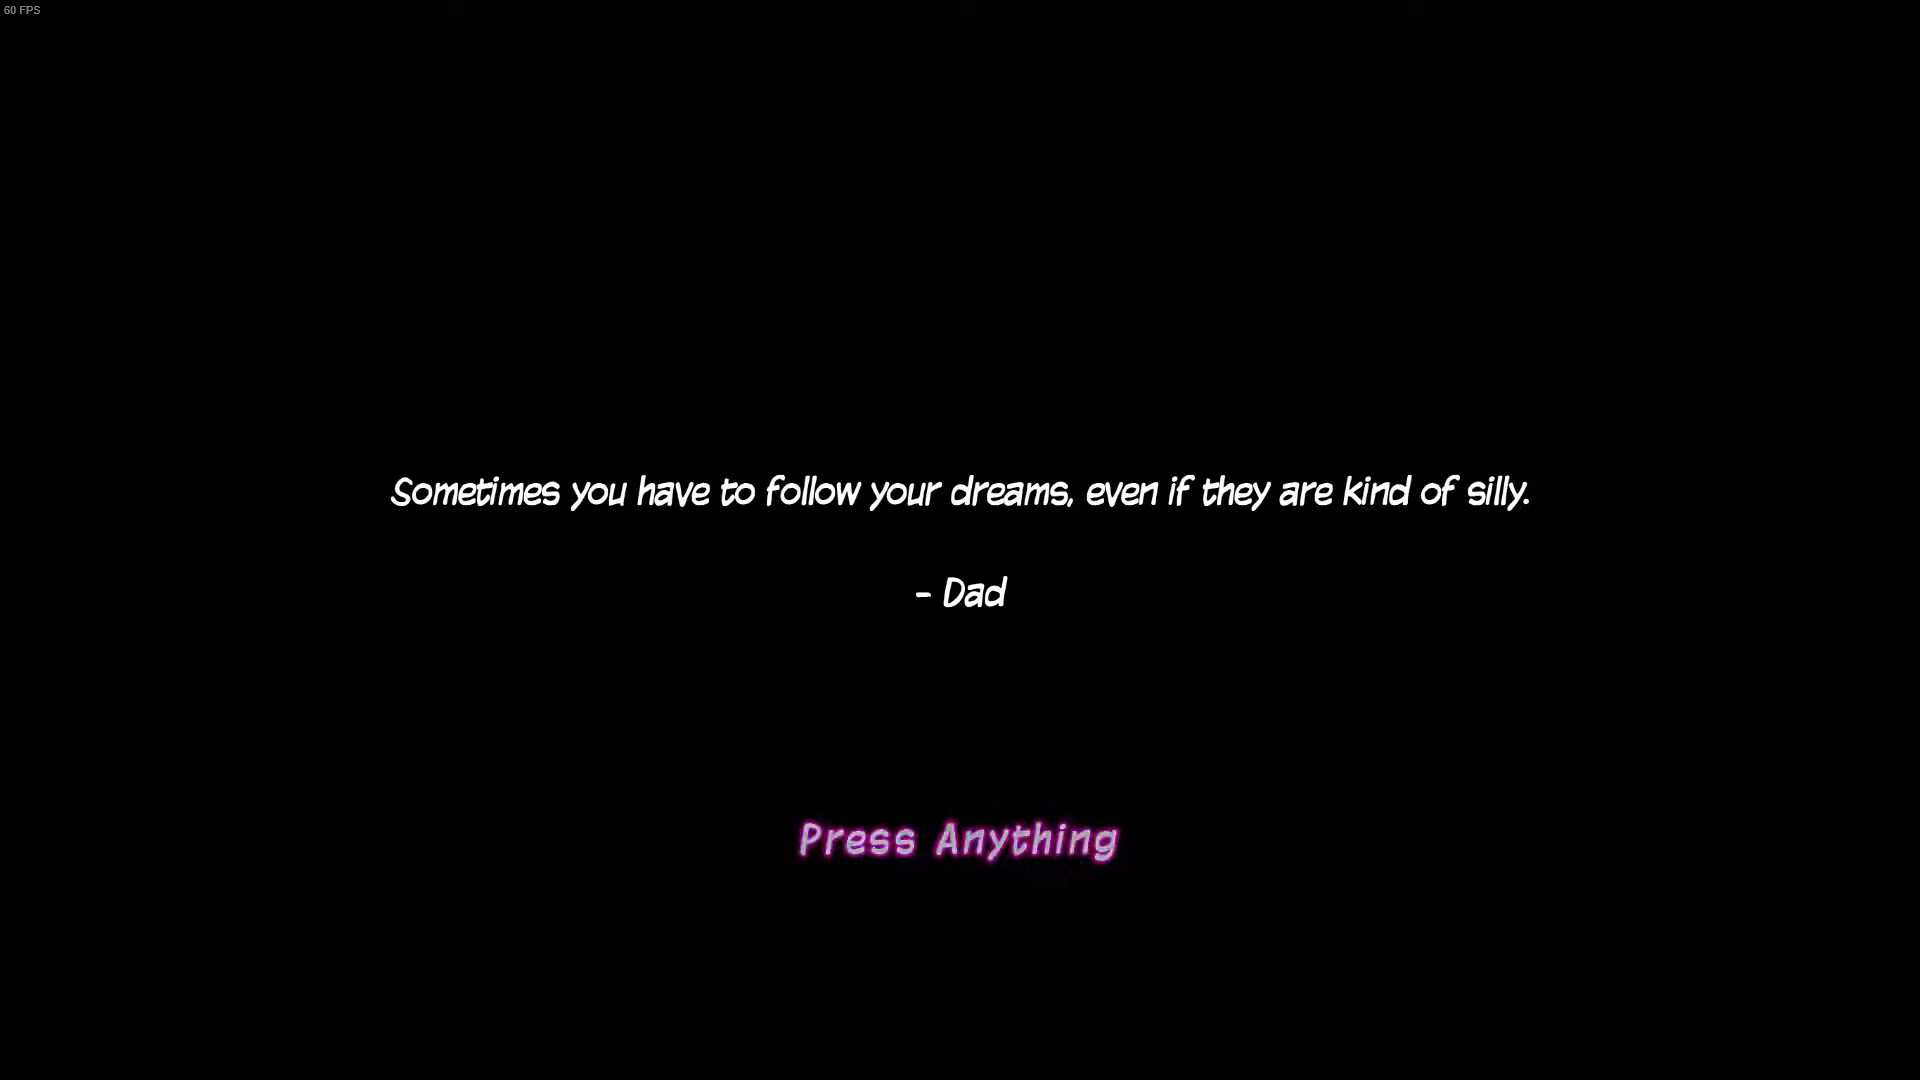 60 FPS
Sometimes you have to follow your dreams, even if they are kind of silly.
- Dad
Press Anything